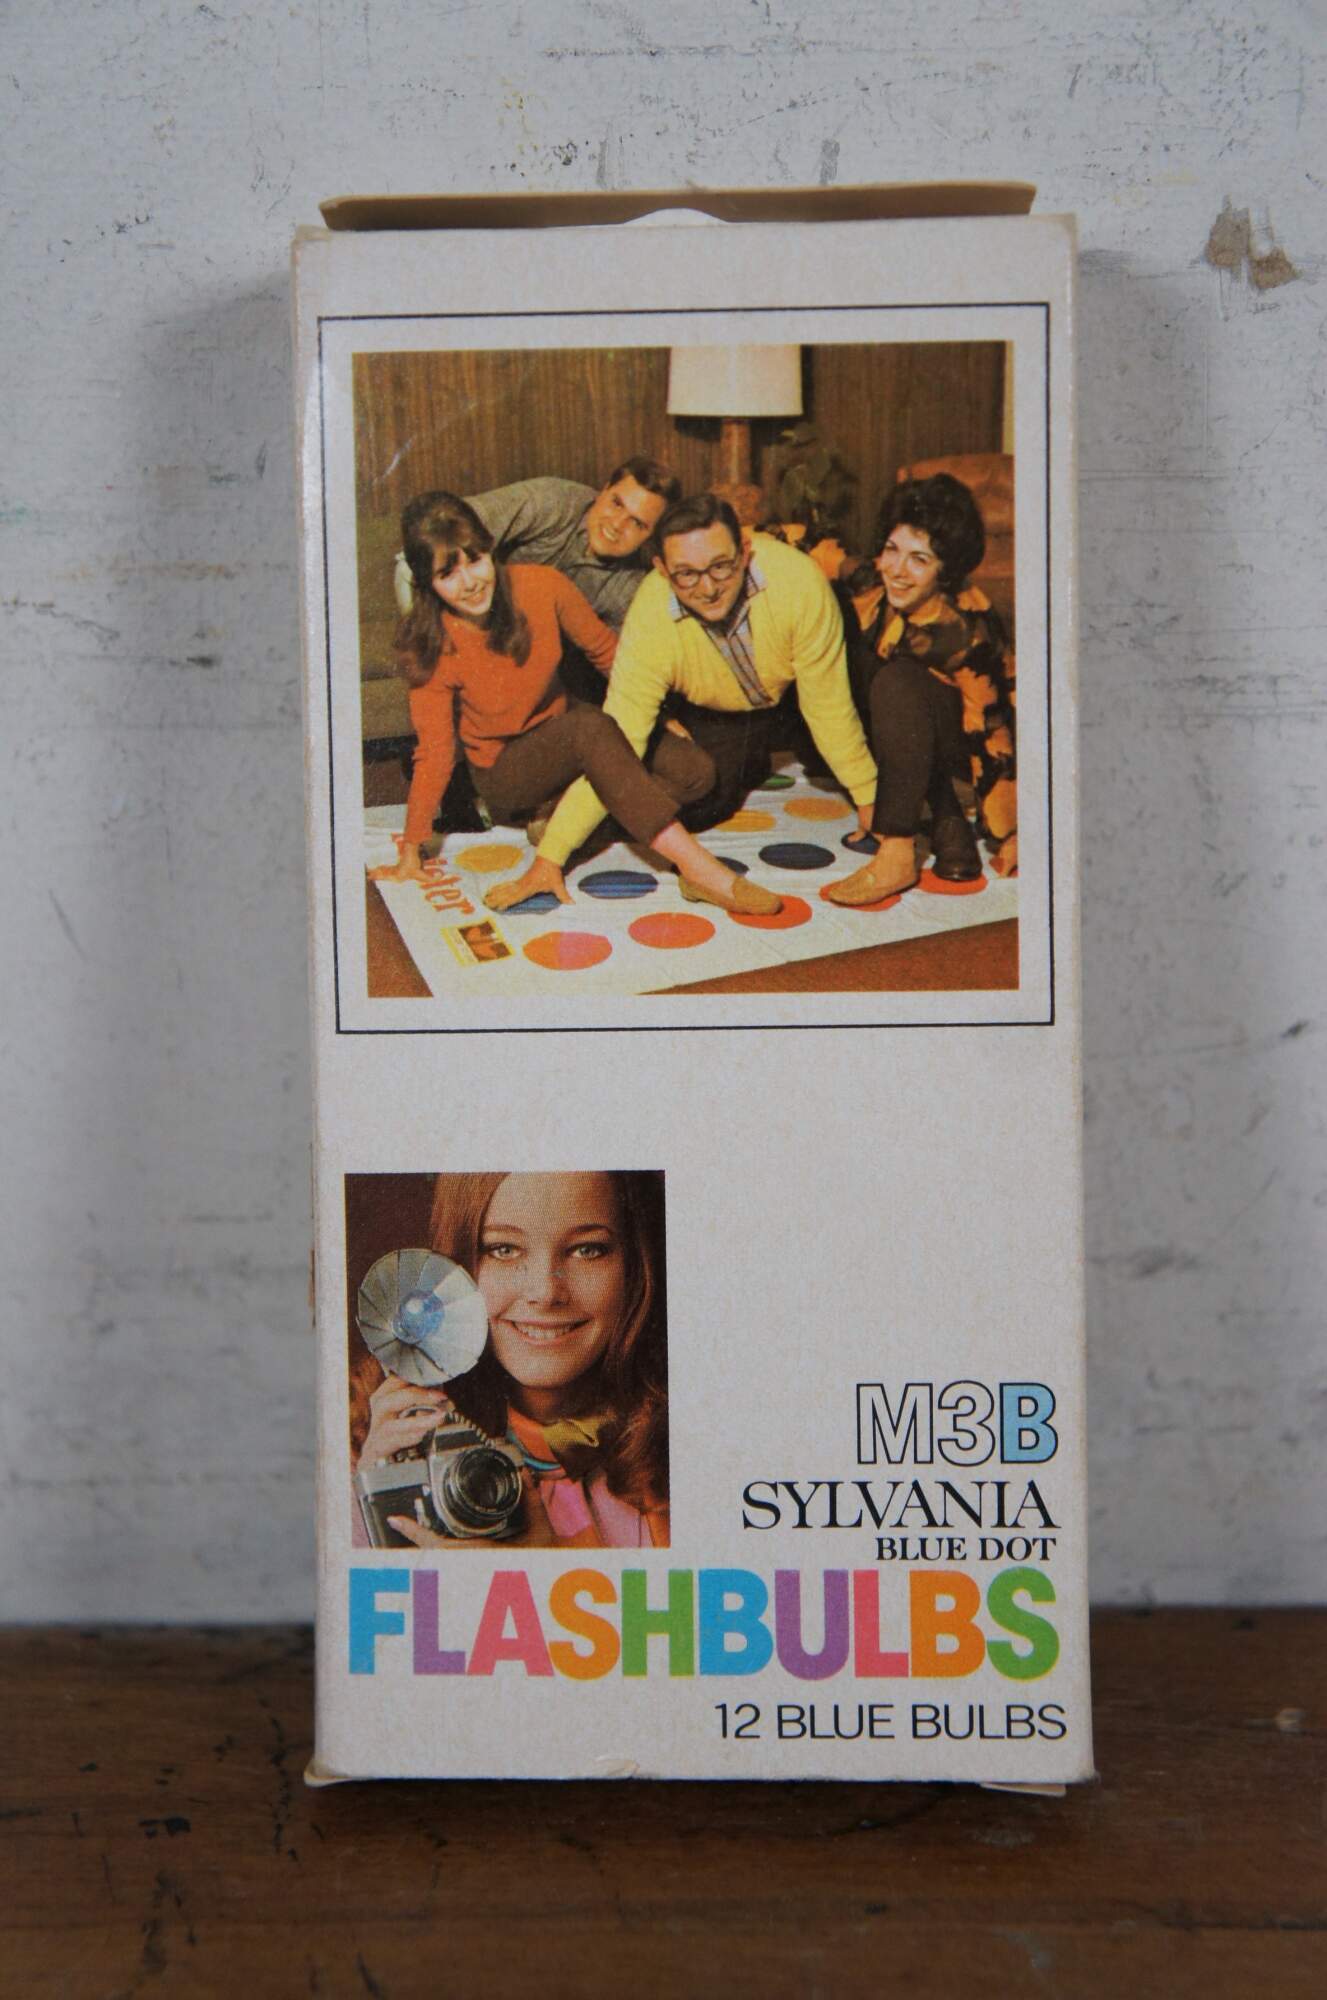 M3B
SYLVANIA
BLUE DOT
FLASHBULBS
12 BLUE BULBS